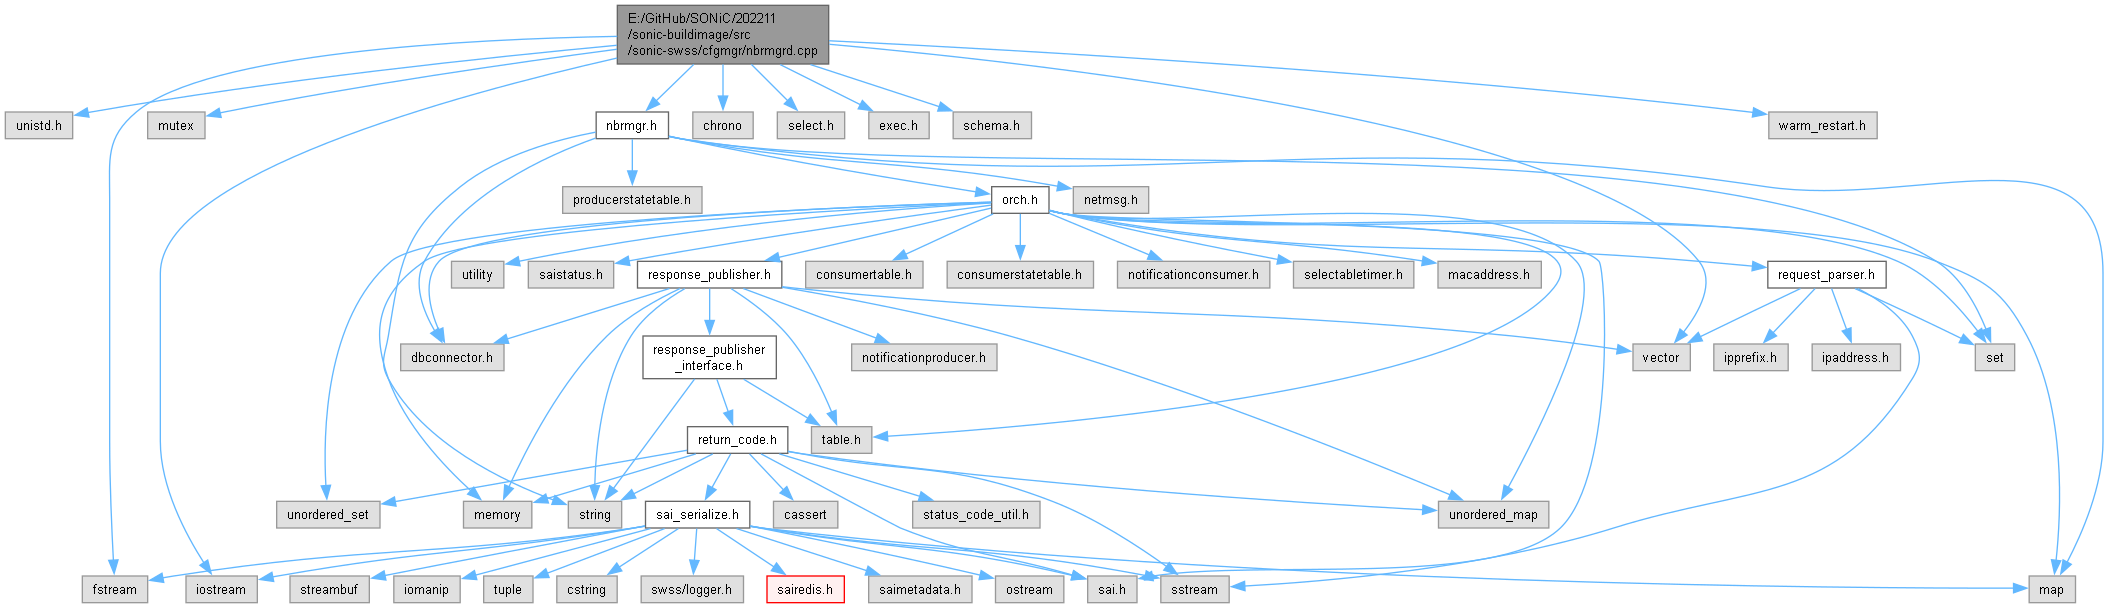 E:/GitHub/SONiC/202211
/sonic-buildimage/src
/sonic-swss/cfgmgr/nbrmgrd.cpp
unistd.h
mutex
nbrmgr.h
chrono
select.h
exec.h
schema.h
warm_restart.h
producerstatetable.h
orch.h
netmsg.h
utility
saistatus.h
response_publisher.h
consumertable.h
consumerstatetable.h
notificationconsumer.h
selectabletimer.h
macaddress.h
request_parser.h
dbconnector.h
response_publisher
_interface.h
notificationproducer.h
vector
ipprefix.h
ipaddress.h
set
return_code.h
table.h
unordered_set
memory
string
sai_serialize.h
cassert
status_code_util.h
unordered_map
fstream
iostream
streambuf
iomanip
tuple
cstring
swss/logger.h
sairedis.h
saimetadata.h
ostream
sai.h
sstream
map